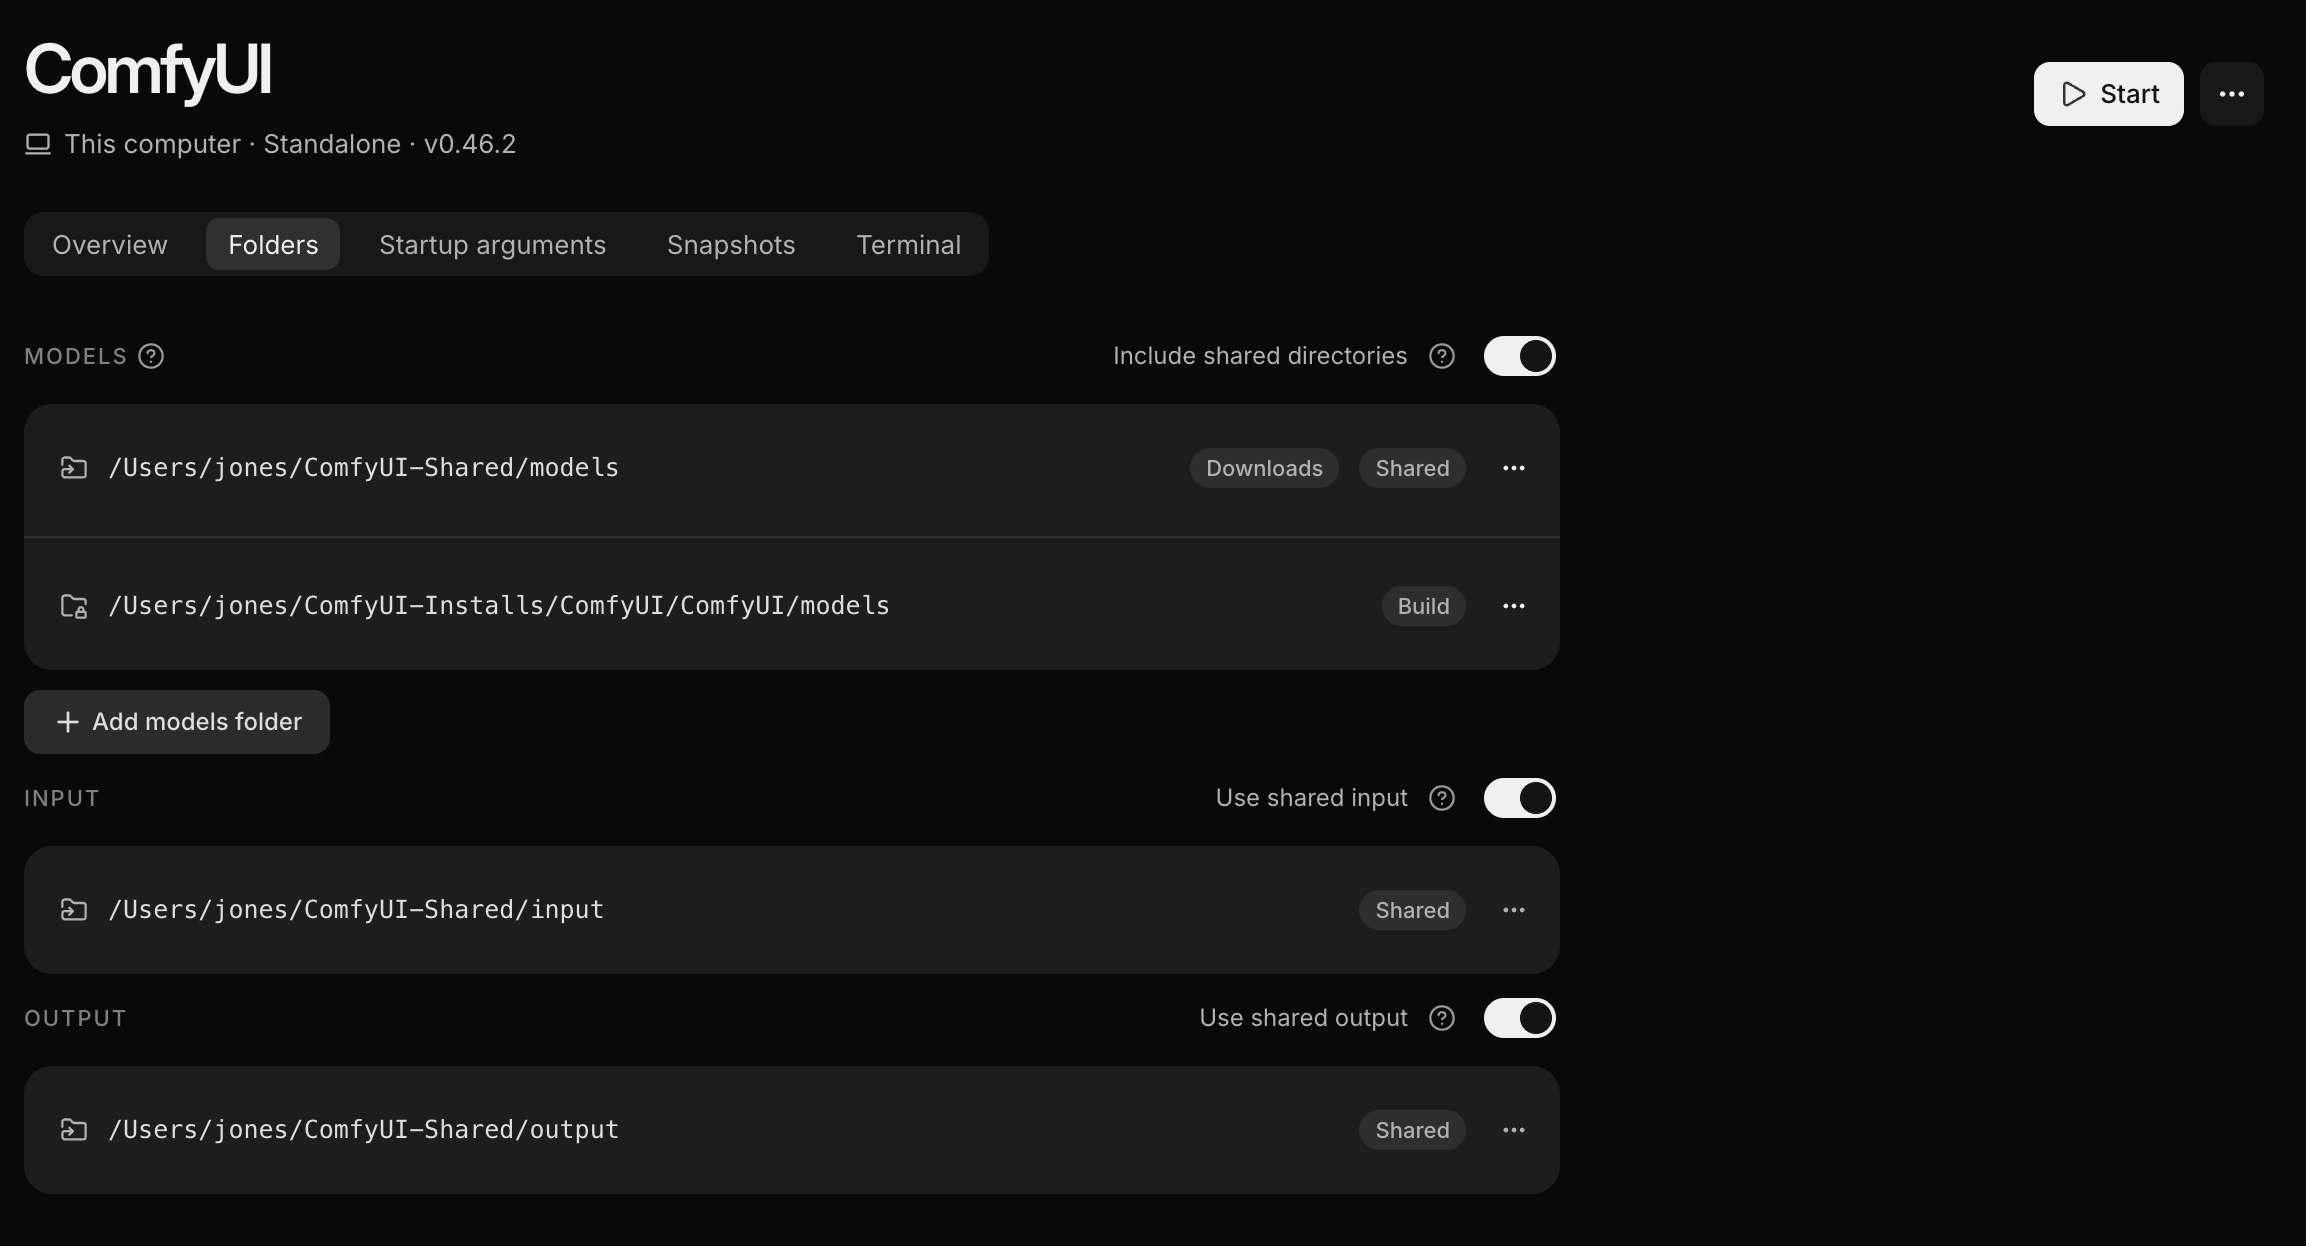 ComfyUI
This computer · Standalone · v0.46.2
Start
Overview
Folders
Startup arguments
Snapshots
Terminal
MODELS
Include shared directories
/Users/jones/ComfyUI-Shared/models
Downloads
Shared
/Users/jones/ComfyUI-Installs/ComfyUI/ComfyUI/models
Build
Add models folder
INPUT
Use shared input
/Users/jones/ComfyUI-Shared/input
Shared
OUTPUT
Use shared output
/Users/jones/ComfyUI-Shared/output
Shared